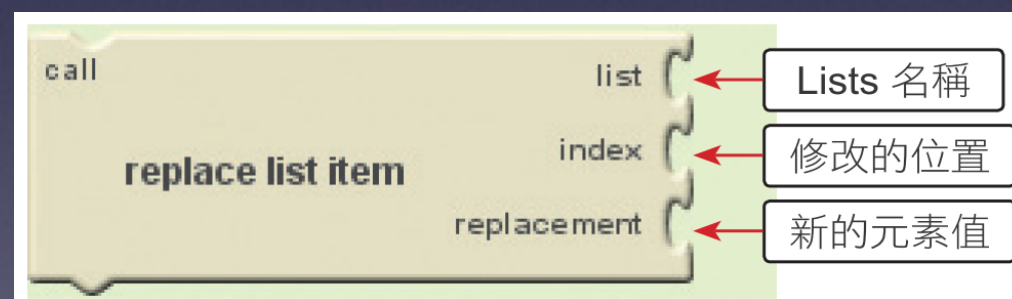 call
list
Lists 名稱
replace list item
index
修改的位置
replacement
新的元素值